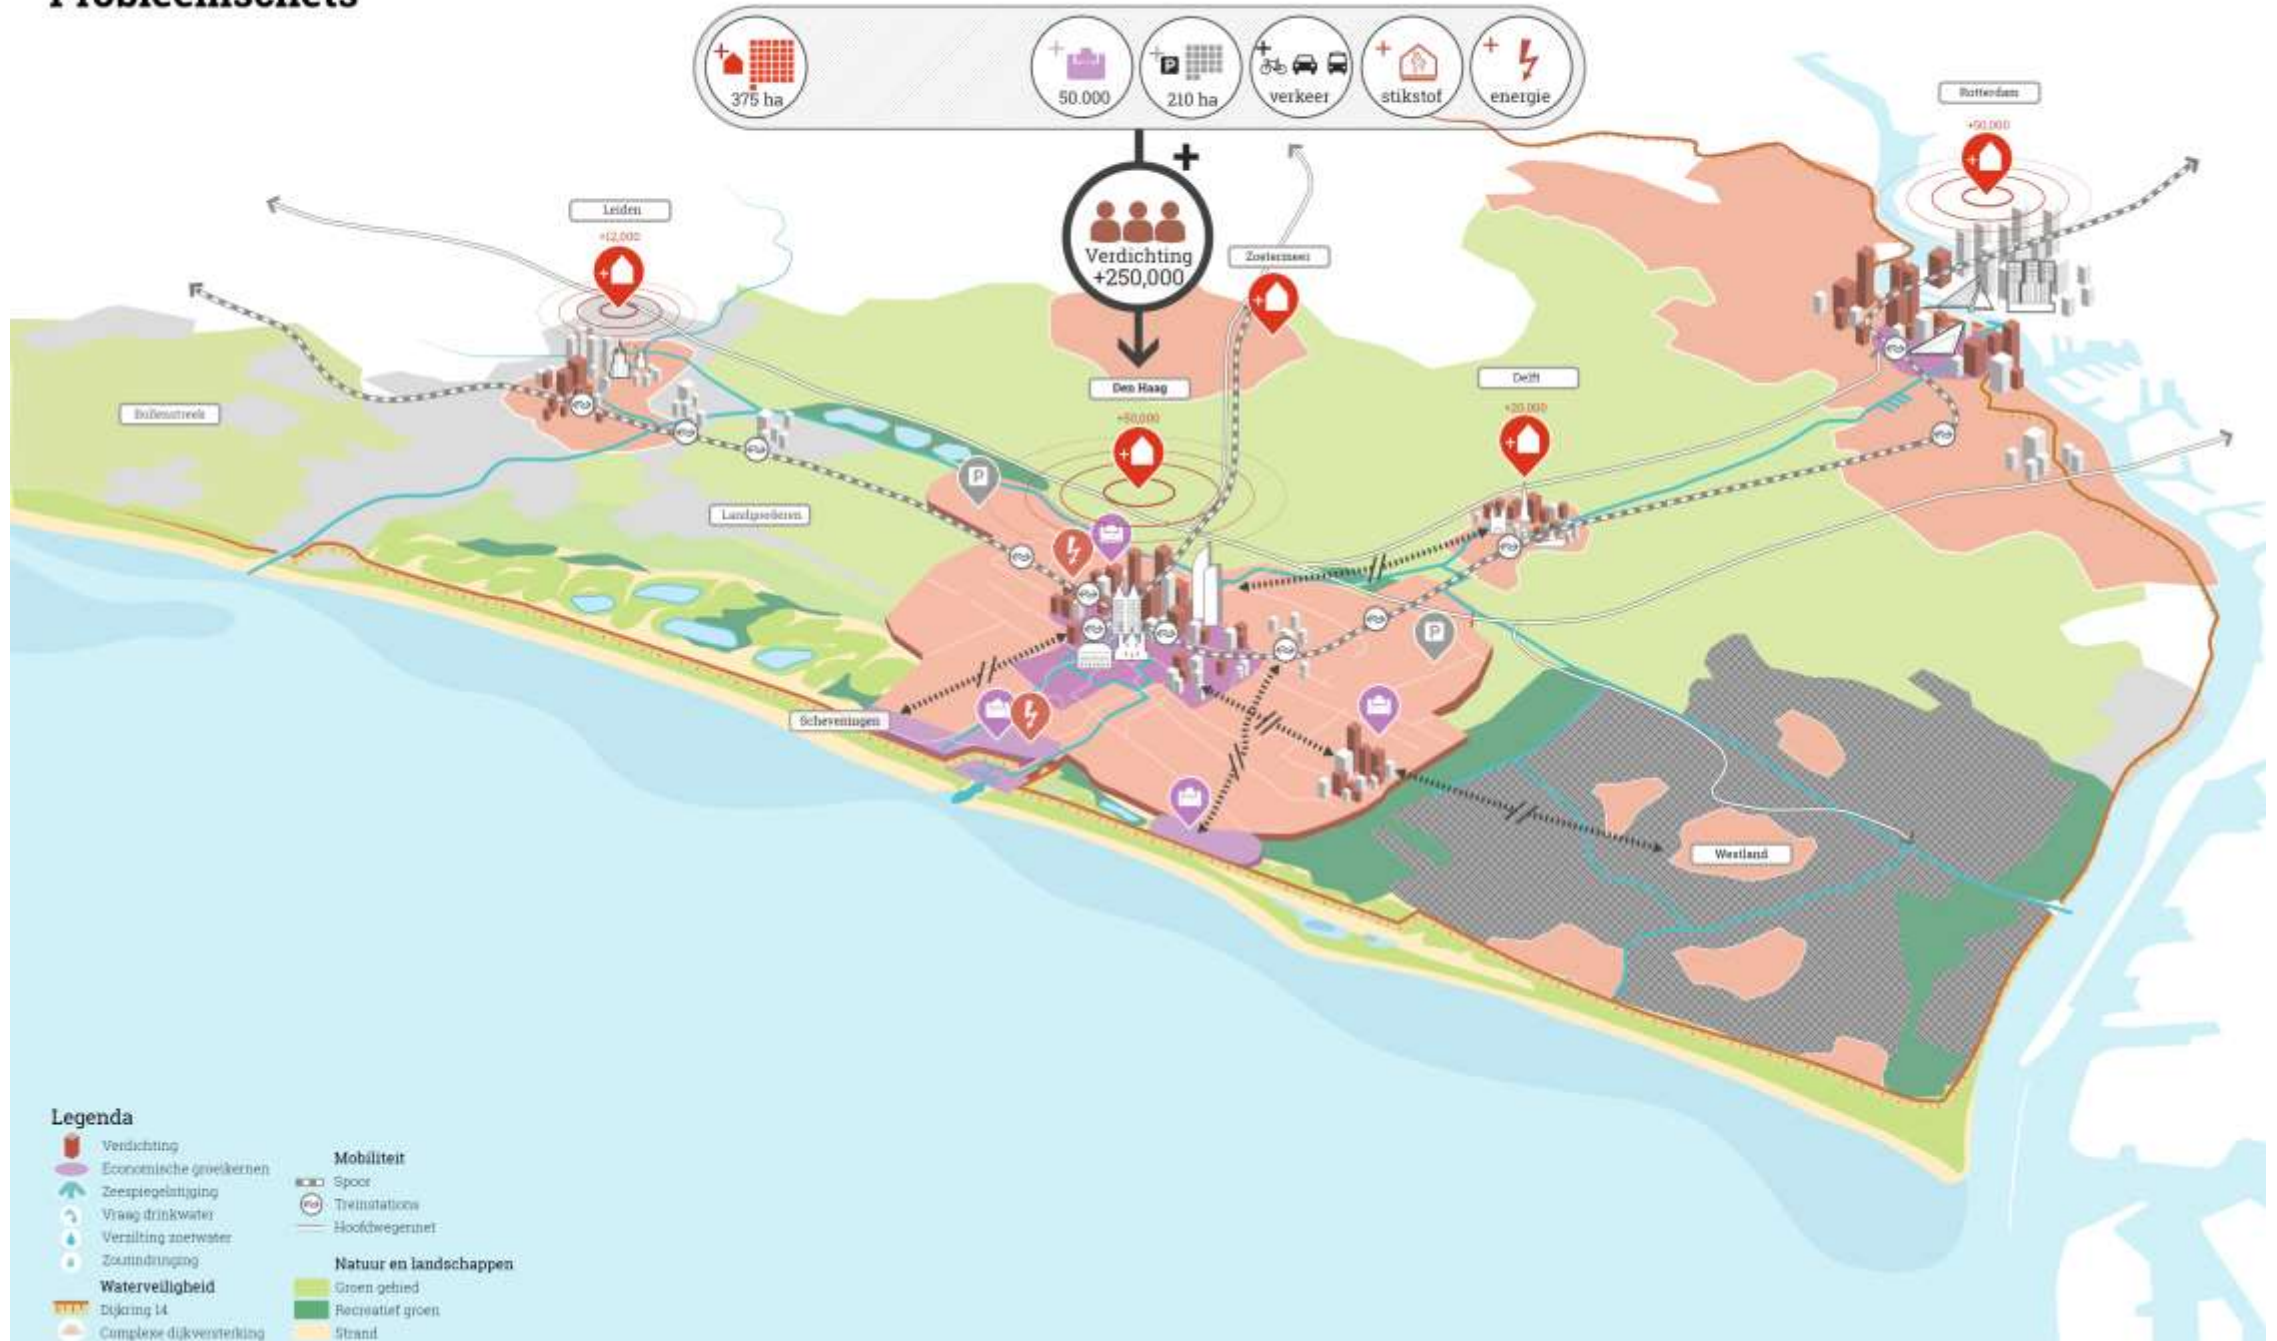 Probleemschets
375 ha
50.000
210 ha
verkeer
stikstof
energie
Rotterdam
+50,000
Leiden
+12,000
Verdichting
+250,000
Zoetermeer
Den Haag
+50,000
Delft
+20,000
Bollenstreek
Landgoederen
Scheveningen
Westland
Legenda
Verdichting
Economische groeikernen
Zeespiegelstijging
Vraag drinkwater
Verzilting zoetwater
Zoutindringing
Waterveiligheid
Dijkring 14
Complexe dijkversterking
Mobiliteit
Spoor
Treinstations
Hoofdwegennet
Natuur en landschappen
Groen gebied
Recreatief groen
Strand